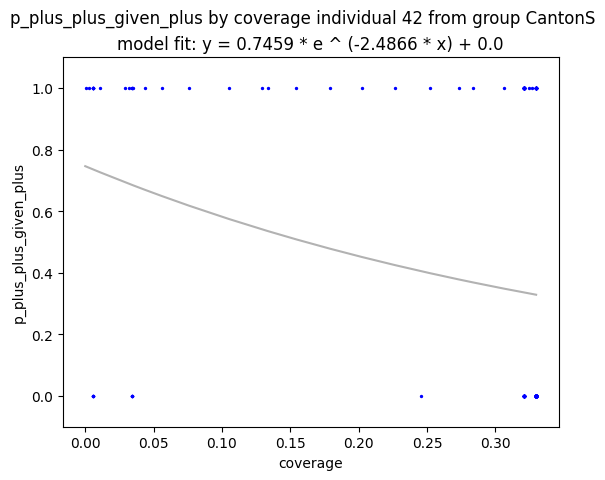 p_plus_plus_given_plus by coverage individual 42 from group CantonS
model fit: y = 0.7459 * e ^ (-2.4866 * x) + 0.0
1.0
0.8
0.6
0.4
0.2
0.0
p_plus_plus_given_plus
0.00 0.05 0.10 0.15 0.20 0.25 0.30
coverage